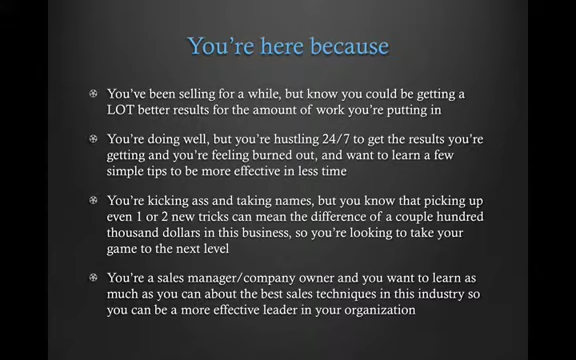 You're here because
You've been selling for a while, but know you could be getting a
LOT better results for the amount of work you're putting in
You're doing well, but you're hustling 24/7 to get the results you're
getting and you're feeling burned out, and want to learn a few
simple tips to be more effective in less time
You're kicking ass and taking names, but you know that picking up
even 1 or 2 new tricks can mean the difference of a couple hundred
thousand dollars in this business, so you're looking to take your
game to the next level
You're a sales manager/company owner and you want to learn as
much as you can about the best sales techniques in this industry so
you can be a more effective leader in your organization